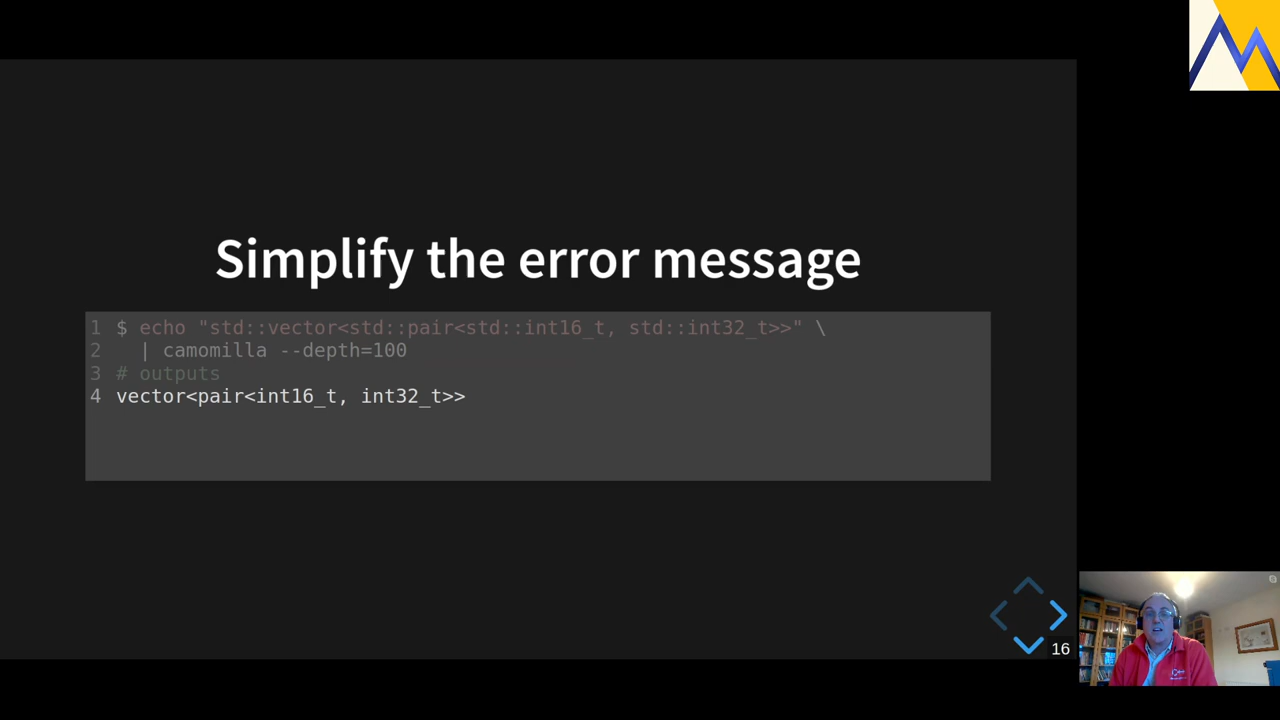 Simplify the error message
1 $ echo "std::vector<std::pair<std::int16_t, std::int32_t>>" \
2   | camomilla --depth=100
3 # outputs
4 vector<pair<int16_t, int32_t>>
16